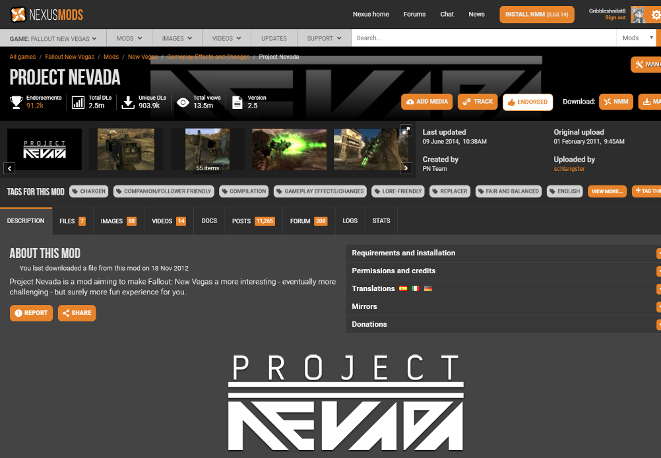 NEXUSMODS
Nexus home Forums Chat News INSTALL NMM (0.63.14) Gribbleshnibit8
Sign out
GAME: FALLOUT NEW VEGAS MODS IMAGES VIDEOS UPDATES SUPPORT Search... Mods
All games / Fallout New Vegas / Mods / New Vegas / Gameplay Effects and Changes / Project Nevada
PROJECT NEVADA
MANU
Endorsements Total DLs Unique DLs Total views Version
91.2k 2.5m 903.9k 13.6m 2.5
ADD MEDIA TRACK ENDORSED Download: NMM MA
PROJECT
NEVADA
55 items
Last updated Original upload
09 June 2014, 10:38AM 01 February 2011, 9:45AM
Created by Uploaded by
PN Team schlangster
TAGS FOR THIS MOD CHARGEN COMPANION/FOLLOWER FRIENDLY COMPILATION GAMEPLAY EFFECTS/CHANGES LORE-FRIENDLY REPLACER FAIR AND BALANCED ENGLISH VIEW MORE... + TAG THI
DESCRIPTION FILES 7 IMAGES 88 VIDEOS 14 DOCS POSTS 11,265 FORUM 200 LOGS STATS
ABOUT THIS MOD
You last downloaded a file from this mod on 18 Nov 2012
Project Nevada is a mod aiming to make Fallout: New Vegas a more interesting - eventually more
challenging - but surely more fun experience for you.
REPORT SHARE
Requirements and installation
Permissions and credits
Translations
Mirrors
Donations
PROJECT
NEVADA